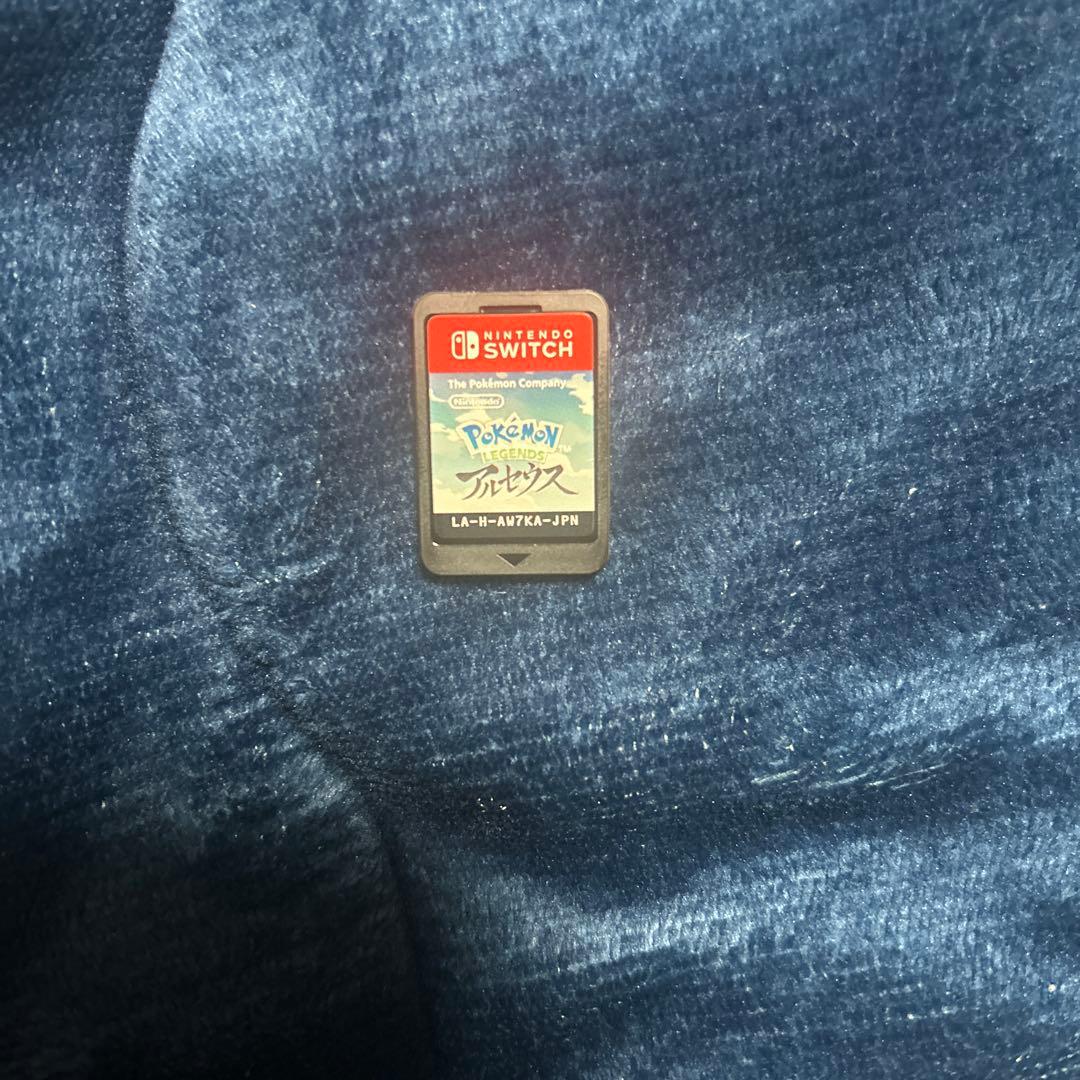 NINTENDO
SWITCH
The Pokémon Company
Nintendo
POKéMON
LEGENDS
アルセウス
LA-H-AW7KA-JPN